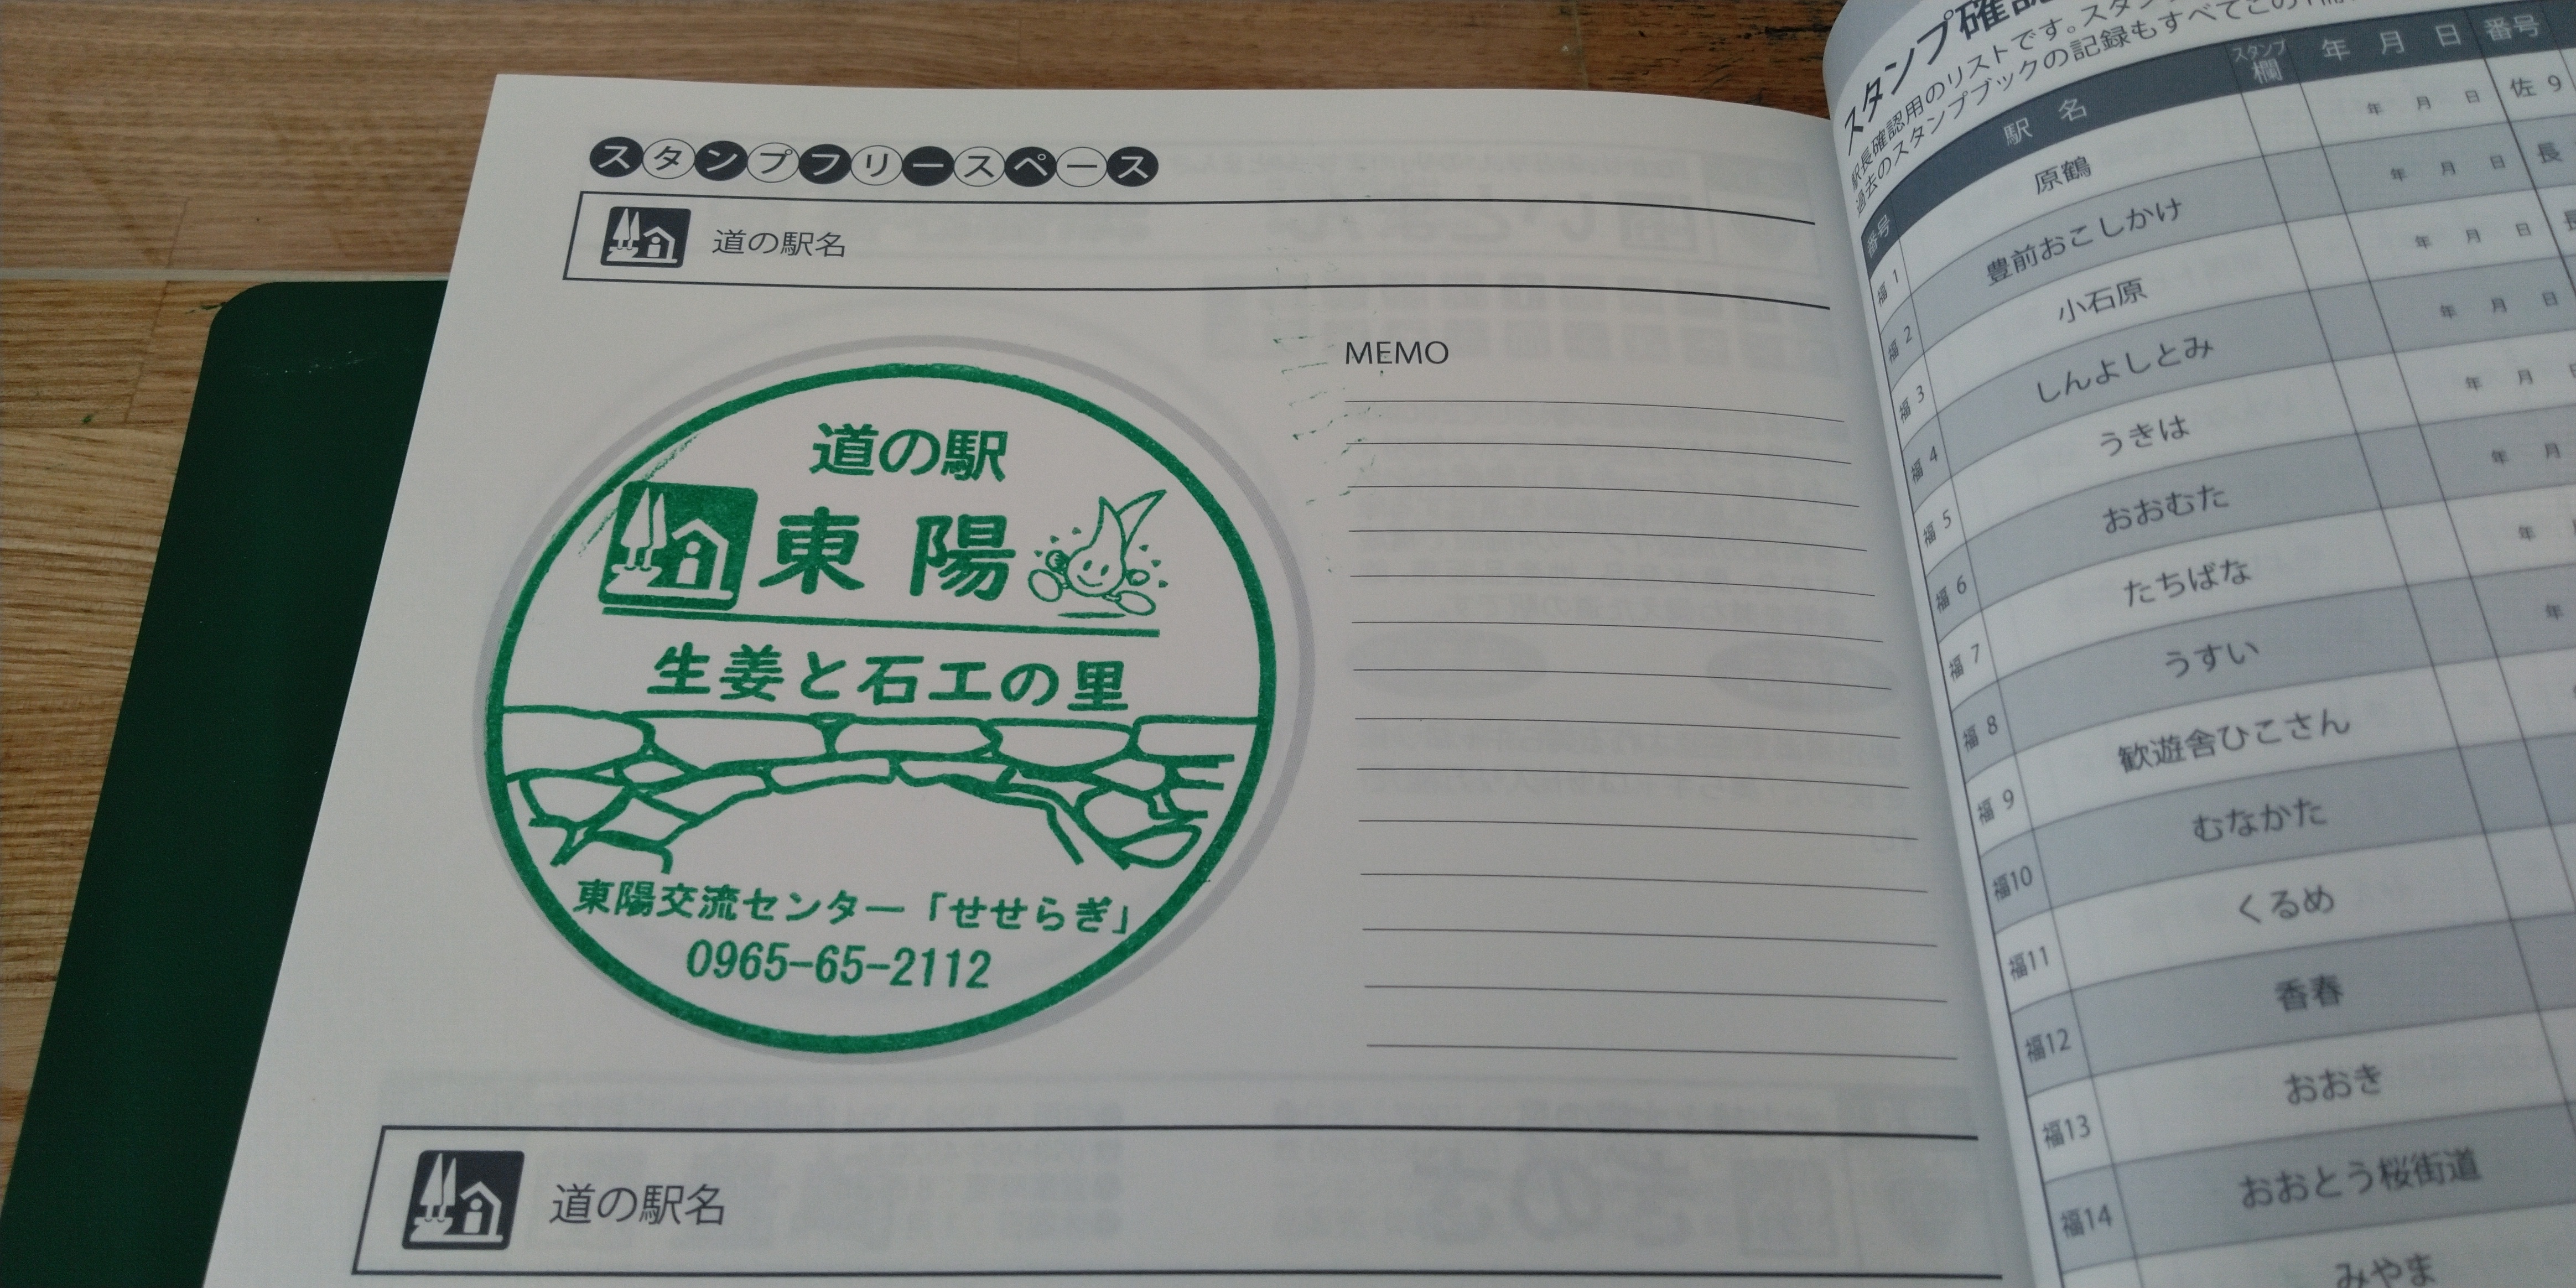 スタンプフリースペース
道の駅名
道の駅
東陽
生姜と石工の里
東陽交流センター「せせらぎ」
0965-65-2112
MEMO
道の駅名
スタンプ確認
駅長確認用のリストです。スタン
過去のスタンプブックの記録もすべてこの
番号 駅名 スタンプ欄 年月日 番号
福1 原鶴 年 月 日 佐9
福2 豊前おこしかけ 年 月 日 長
福3 小石原 年 月 日
福4 しんよしとみ 年 月 日
福5 うきは 年 月 日
福6 おおむた 年 月
福7 たちばな 年
福8 うすい 年
福9 歓遊舎ひこさん
福10 むなかた
福11 くるめ
福12 香春
福13 おおき
福14 おおとう桜街道
みやま